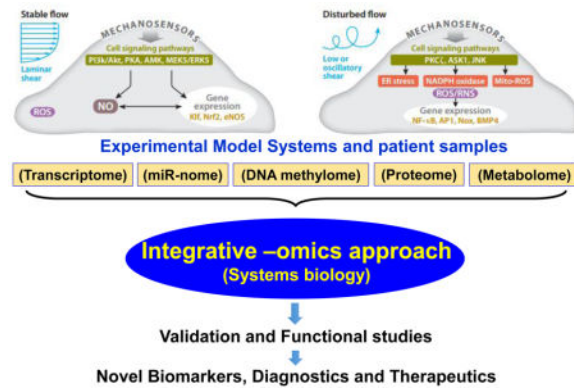 Stable flow
Laminar
shear
MECHANOSENSORS
Cell signaling pathways
PI3k/Akt, PKA, AMK, MEK5/ERK5
ROS
NO
Gene
expression
Klf, Nrf2, eNOS
Disturbed flow
Low or
oscillatory
shear
MECHANOSENSORS
Cell signaling pathways
PKCζ, ASK1, JNK
ER stress
NADPH oxidase
Mito-ROS
ROS/RNS
Gene expression
NF-κB, AP1, Nox, BMP4
Experimental Model Systems and patient samples
(Transcriptome)
(miR-nome)
(DNA methylome)
(Proteome)
(Metabolome)
Integrative –omics approach
(Systems biology)
Validation and Functional studies
Novel Biomarkers, Diagnostics and Therapeutics